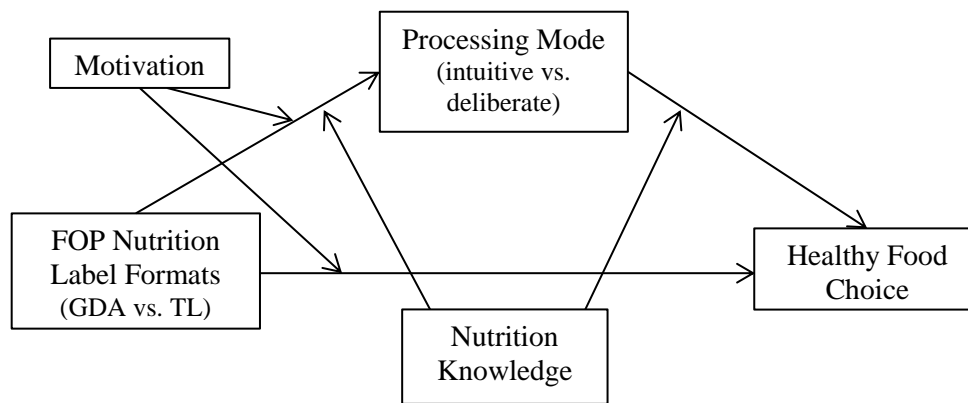 Motivation
Processing Mode
(intuitive vs.
deliberate)
FOP Nutrition
Label Formats
(GDA vs. TL)
Healthy Food
Choice
Nutrition
Knowledge